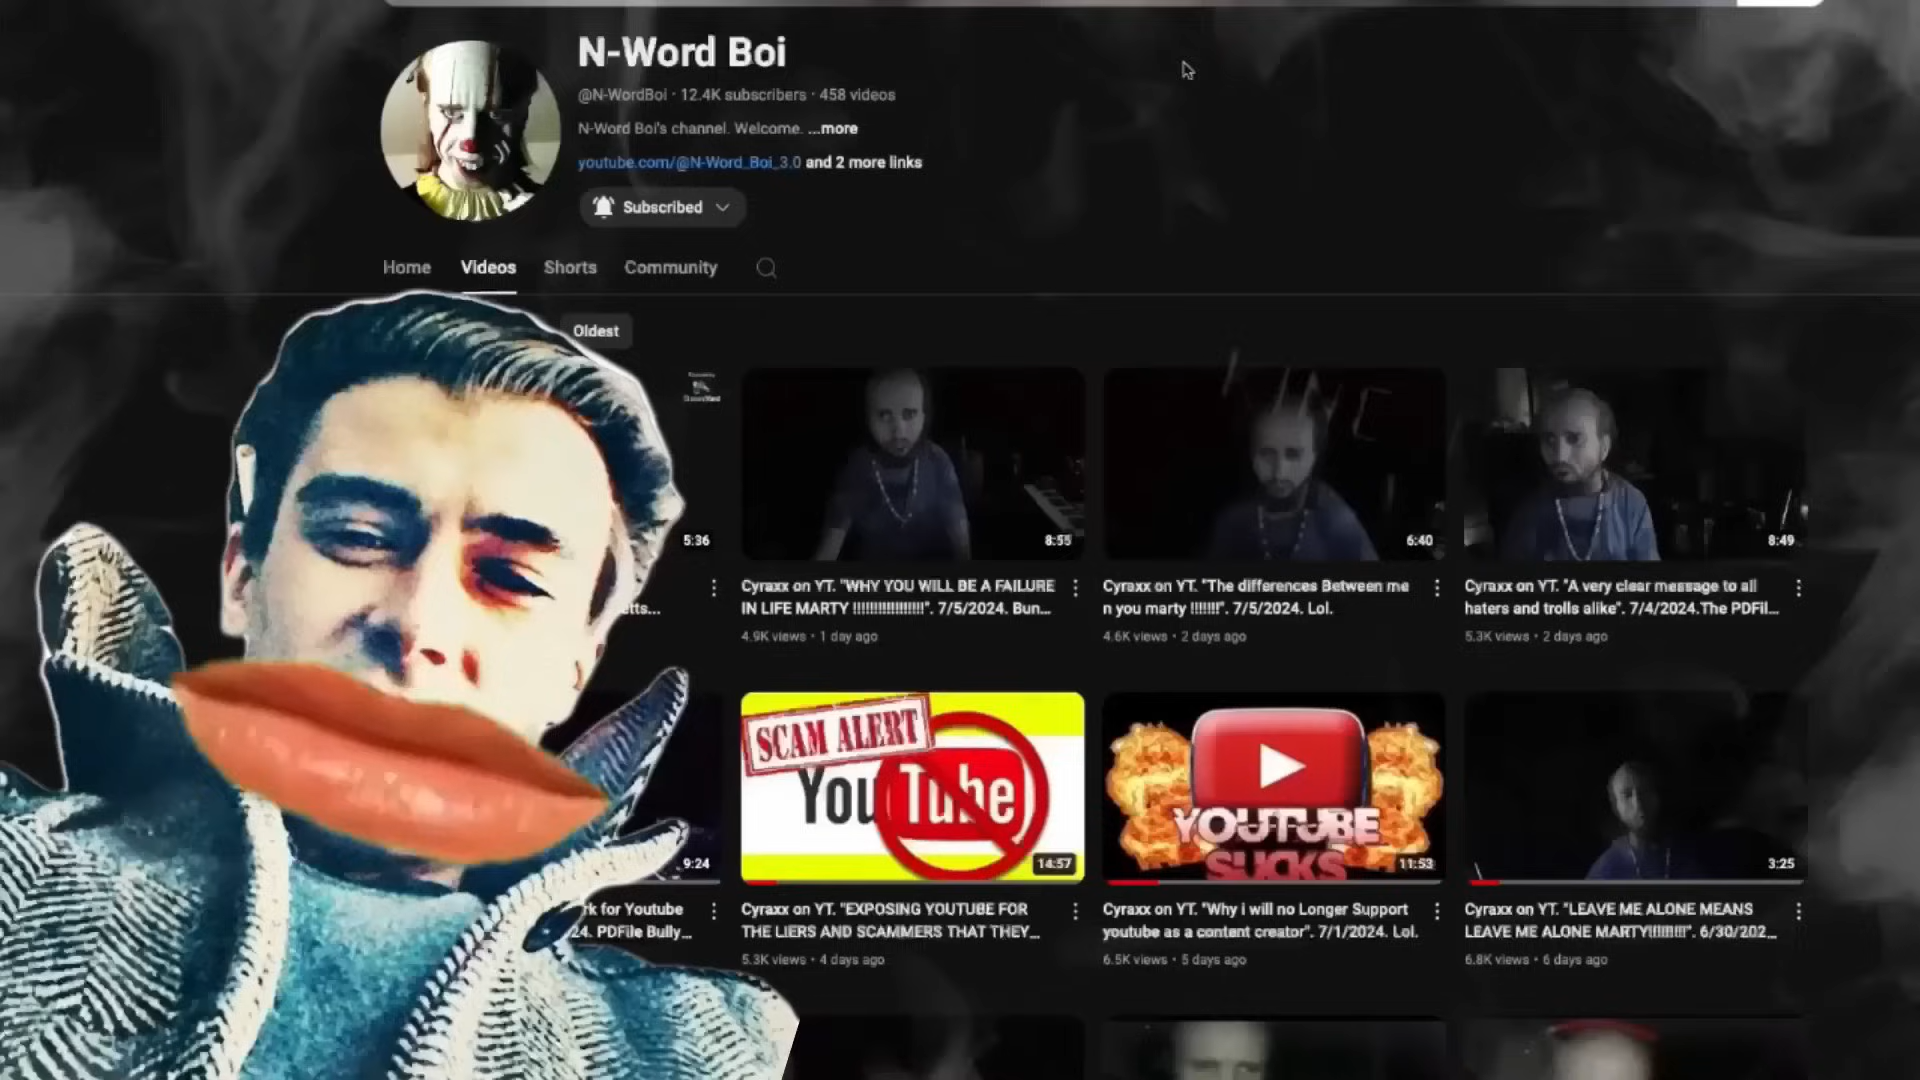 N-Word Boi
@N-WordBoi · 12.4K subscribers · 458 videos
N-Word Boi's channel. Welcome. ...more
youtube.com/@N-Word_Boi_3.0 and 2 more links
Subscribed
Home Videos Shorts Community
Oldest
5:36
8:55
6:40
8:49
etts...
Cyraxx on YT. "WHY YOU WILL BE A FAILURE
IN LIFE MARTY !!!!!!!!!!!!!!!!!!". 7/5/2024. Bun...
4.9K views · 1 day ago
Cyraxx on YT. "The differences Between me
n you marty !!!!!!!". 7/5/2024. Lol.
4.6K views · 2 days ago
Cyraxx on YT. "A very clear message to all
haters and trolls alike". 7/4/2024.The PDFil...
5.3K views · 2 days ago
9:24
SCAM ALERT
YouTube
14:57
YOUTUBE
SUCKS
11:53
3:25
rk for Youtube
24. PDFile Bully...
Cyraxx on YT. "EXPOSING YOUTUBE FOR
THE LIERS AND SCAMMERS THAT THEY...
5.3K views · 4 days ago
Cyraxx on YT. "Why i will no Longer Support
youtube as a content creator". 7/1/2024. Lol.
6.5K views · 5 days ago
Cyraxx on YT. "LEAVE ME ALONE MEANS
LEAVE ME ALONE MARTY!!!!!!!!!". 6/30/202...
6.8K views · 6 days ago